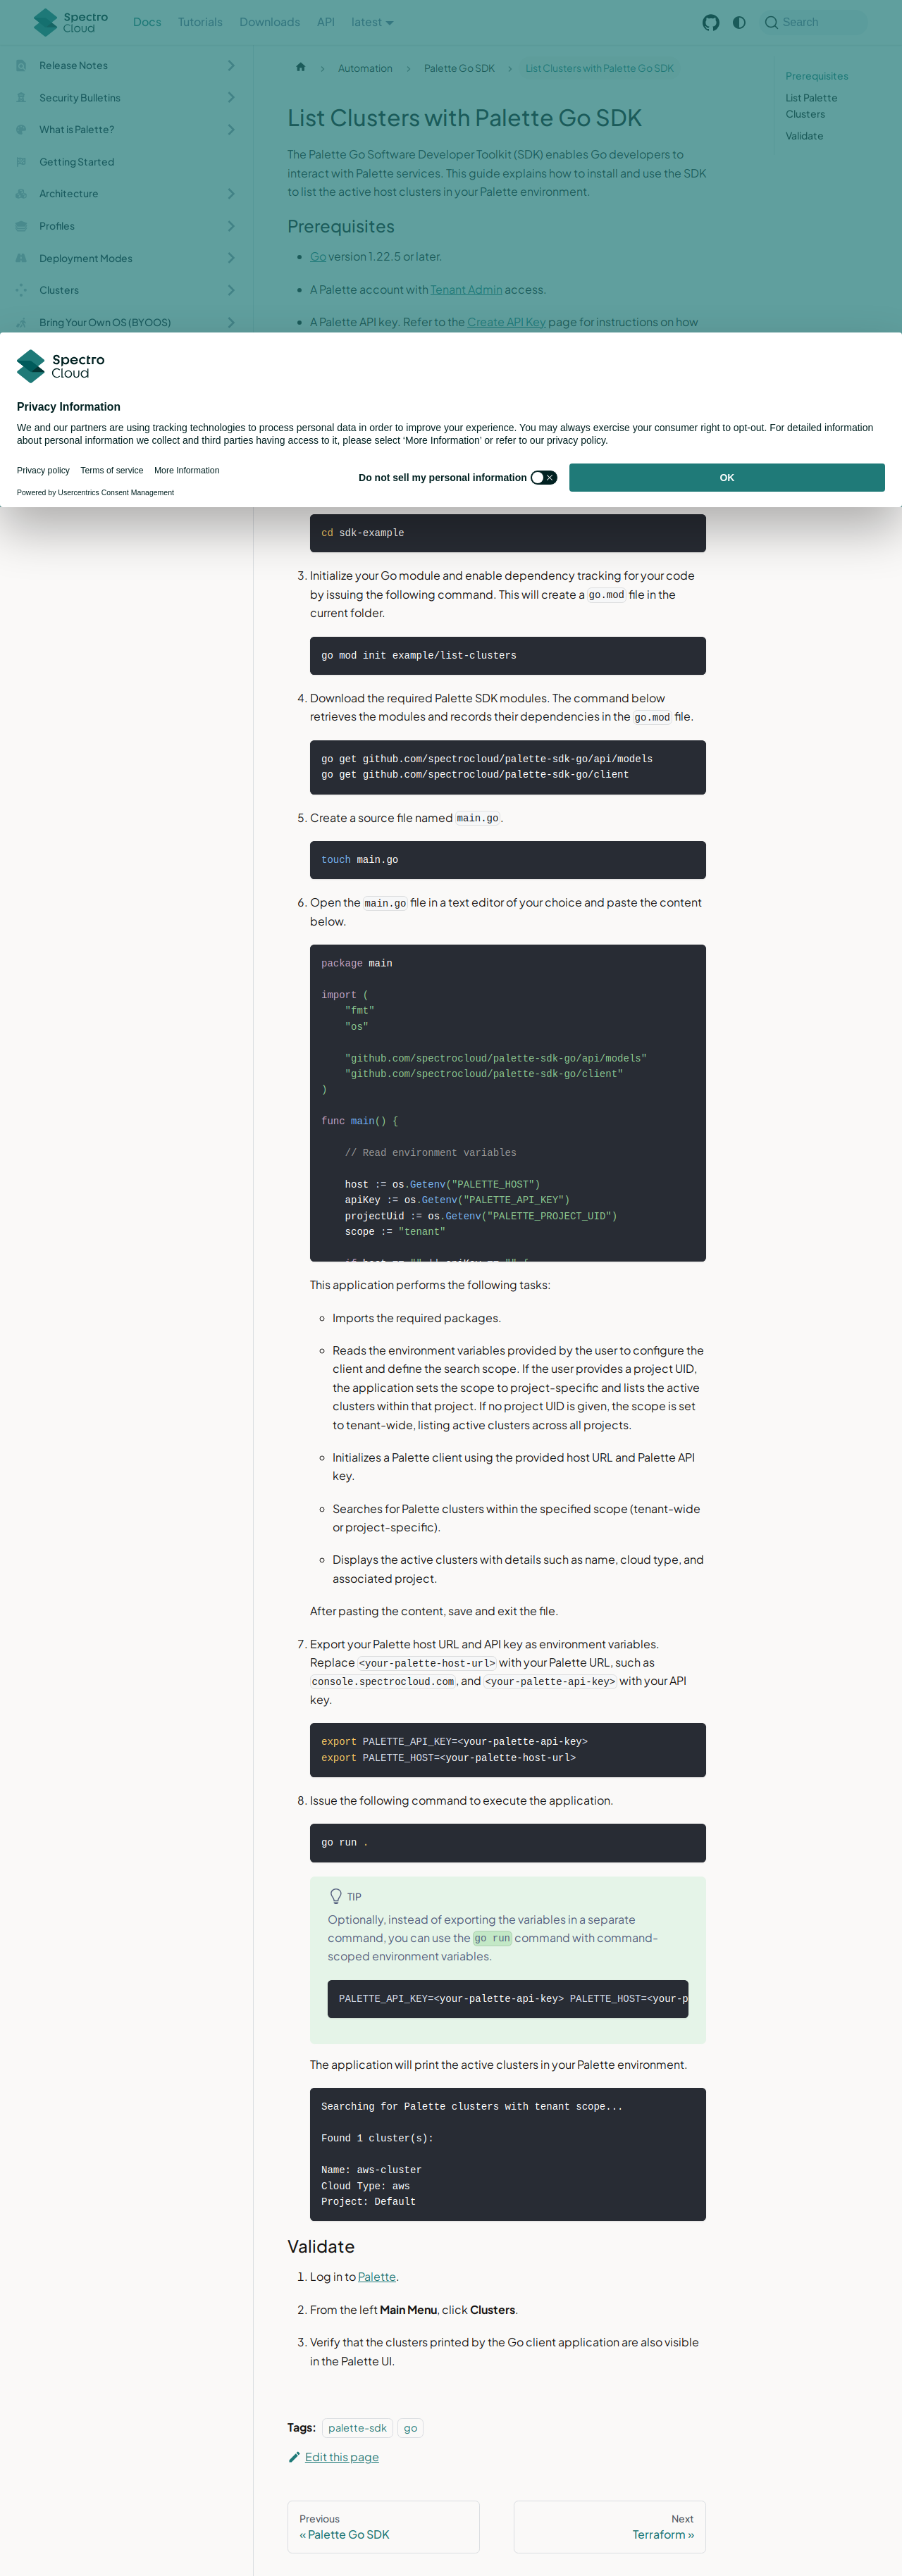 Spectro Cloud
Docs
Tutorials
Downloads
API
latest
Search
Release Notes
Security Bulletins
What is Palette?
Getting Started
Architecture
Profiles
Deployment Modes
Clusters
Bring Your Own OS (BYOOS)
Automation
Palette Go SDK
List Clusters with Palette Go SDK
Prerequisites
List Palette
Clusters
Validate
List Clusters with Palette Go SDK
The Palette Go Software Developer Toolkit (SDK) enables Go developers to
interact with Palette services. This guide explains how to install and use the SDK
to list the active host clusters in your Palette environment.
Prerequisites
Go version 1.22.5 or later.
A Palette account with Tenant Admin access.
A Palette API key. Refer to the Create API Key page for instructions on how
Spectro Cloud
Privacy Information
We and our partners are using tracking technologies to process personal data in order to improve your experience. You may always exercise your consumer right to opt-out. For detailed information
about personal information we collect and third parties having access to it, please select ‘More Information’ or refer to our privacy policy.
Privacy policy
Terms of service
More Information
Powered by Usercentrics Consent Management
Do not sell my personal information
OK
cd sdk-example
3. Initialize your Go module and enable dependency tracking for your code
by issuing the following command. This will create a go.mod file in the
current folder.
go mod init example/list-clusters
4. Download the required Palette SDK modules. The command below
retrieves the modules and records their dependencies in the go.mod file.
go get github.com/spectrocloud/palette-sdk-go/api/models
go get github.com/spectrocloud/palette-sdk-go/client
5. Create a source file named main.go.
touch main.go
6. Open the main.go file in a text editor of your choice and paste the content
below.
package main
import (
"fmt"
"os"
"github.com/spectrocloud/palette-sdk-go/api/models"
"github.com/spectrocloud/palette-sdk-go/client"
)
func main() {
// Read environment variables
host := os.Getenv("PALETTE_HOST")
apiKey := os.Getenv("PALETTE_API_KEY")
projectUid := os.Getenv("PALETTE_PROJECT_UID")
scope := "tenant"
if host == "" || apiKey == "" {
This application performs the following tasks:
Imports the required packages.
Reads the environment variables provided by the user to configure the
client and define the search scope. If the user provides a project UID,
the application sets the scope to project-specific and lists the active
clusters within that project. If no project UID is given, the scope is set
to tenant-wide, listing active clusters across all projects.
Initializes a Palette client using the provided host URL and Palette API
key.
Searches for Palette clusters within the specified scope (tenant-wide
or project-specific).
Displays the active clusters with details such as name, cloud type, and
associated project.
After pasting the content, save and exit the file.
7. Export your Palette host URL and API key as environment variables.
Replace <your-palette-host-url> with your Palette URL, such as
console.spectrocloud.com, and <your-palette-api-key> with your API
key.
export PALETTE_API_KEY=<your-palette-api-key>
export PALETTE_HOST=<your-palette-host-url>
8. Issue the following command to execute the application.
go run .
TIP
Optionally, instead of exporting the variables in a separate
command, you can use the go run command with command-
scoped environment variables.
PALETTE_API_KEY=<your-palette-api-key> PALETTE_HOST=<your-p
The application will print the active clusters in your Palette environment.
Searching for Palette clusters with tenant scope...
Found 1 cluster(s):
Name: aws-cluster
Cloud Type: aws
Project: Default
Validate
1. Log in to Palette.
2. From the left Main Menu, click Clusters.
3. Verify that the clusters printed by the Go client application are also visible
in the Palette UI.
Tags: palette-sdk go
Edit this page
Previous
« Palette Go SDK
Next
Terraform »